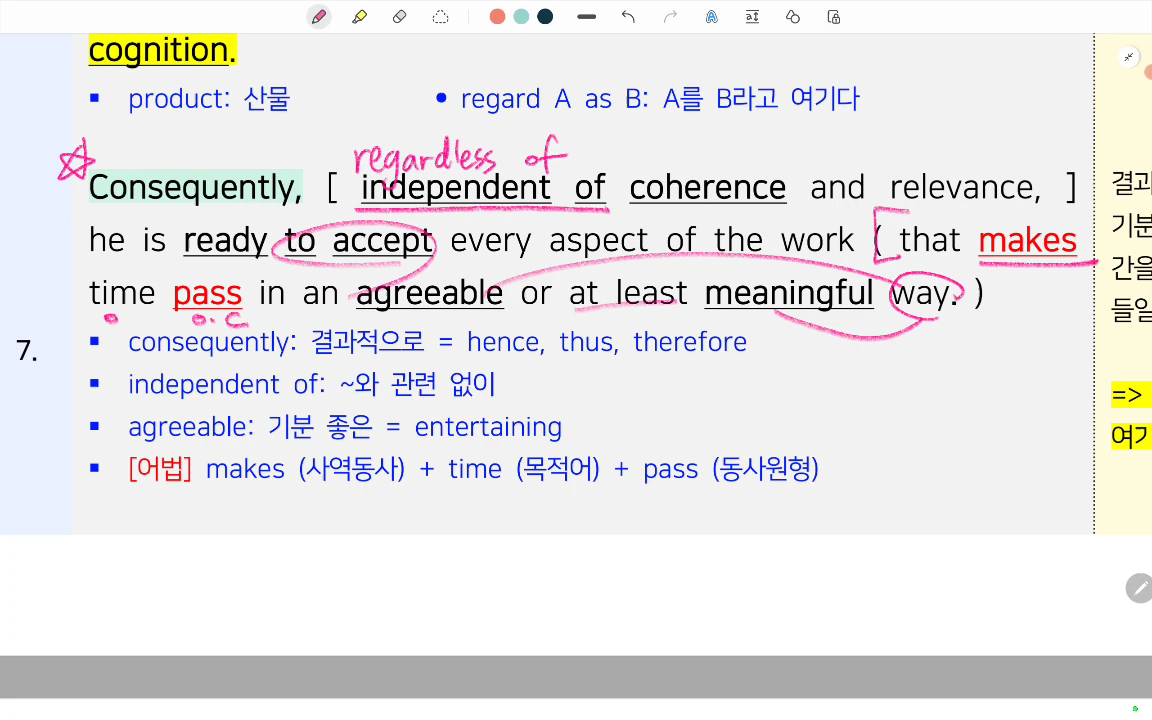 cognition.
▪ product: 산물 • regard A as B: A를 B라고 여기다
regardless of
Consequently, [ independent of coherence and relevance, ]
he is ready to accept every aspect of the work ( that makes
time pass in an agreeable or at least meaningful way. )
o o.c
7.
▪ consequently: 결과적으로 = hence, thus, therefore
▪ independent of: ~와 관련 없이
▪ agreeable: 기분 좋은 = entertaining
▪ [어법] makes (사역동사) + time (목적어) + pass (동사원형)
결과
기분
간을
들일
=>
여기